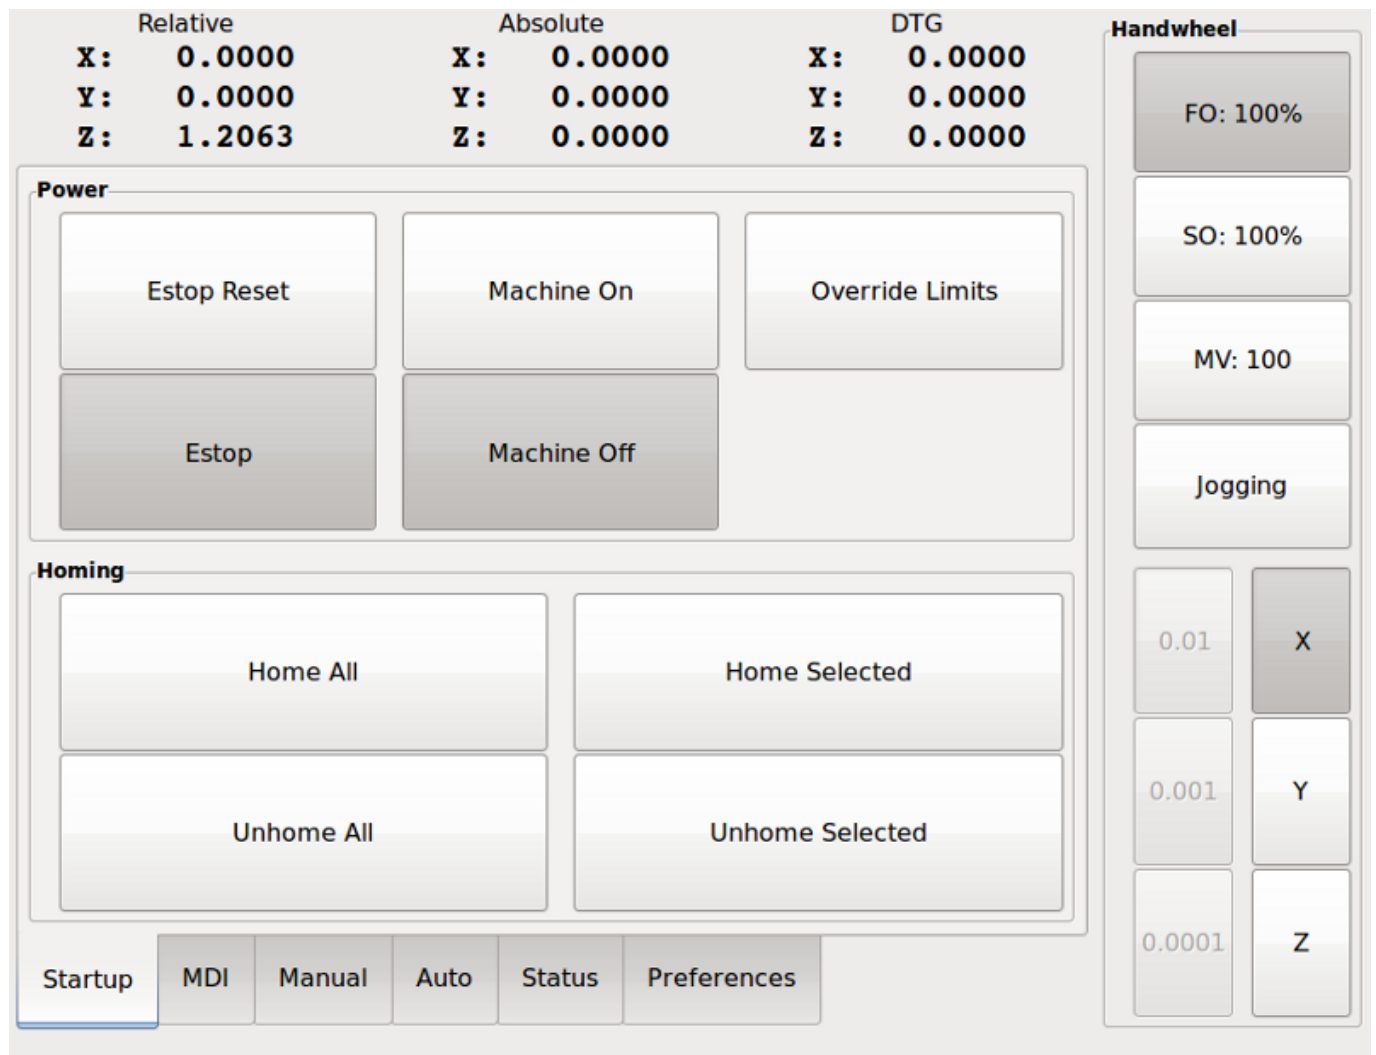 Relative Absolute DTG
X: 0.0000 X: 0.0000 X: 0.0000
Y: 0.0000 Y: 0.0000 Y: 0.0000
Z: 1.2063 Z: 0.0000 Z: 0.0000
Power
Estop Reset Machine On Override Limits
Estop Machine Off
Homing
Home All Home Selected
Unhome All Unhome Selected
Startup MDI Manual Auto Status Preferences
Handwheel
FO: 100%
SO: 100%
MV: 100
Jogging
0.01 X
0.001 Y
0.0001 Z